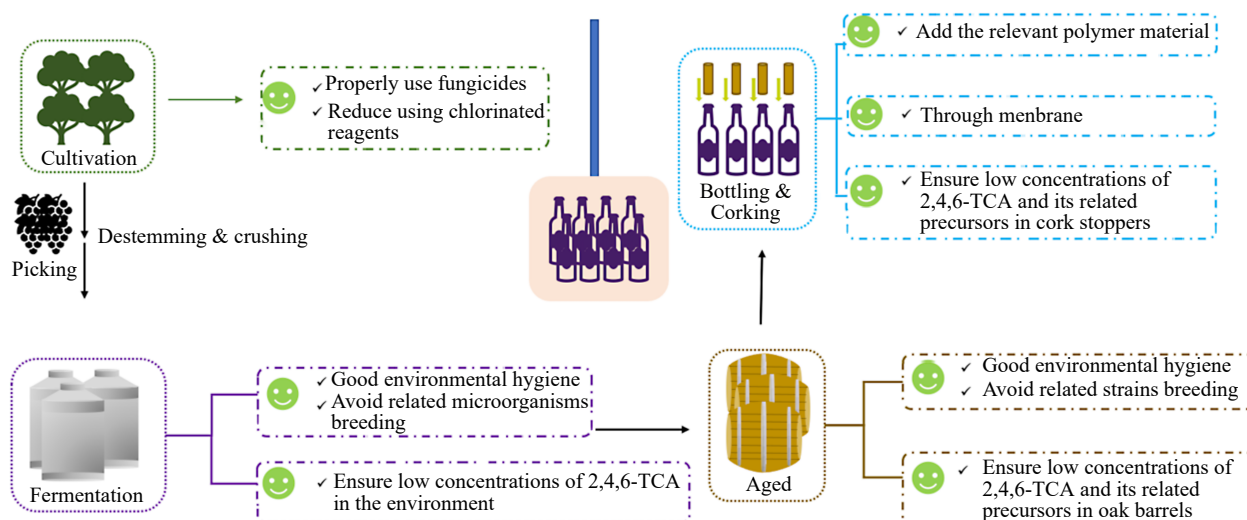 Cultivation
✓ Properly use fungicides
✓ Reduce using chlorinated
reagents
Picking
Destemming & crushing
Fermentation
✓ Good environmental hygiene
✓ Avoid related microorganisms
breeding
✓ Ensure low concentrations of 2,4,6-TCA
in the environment
Aged
✓ Good environmental hygiene
✓ Avoid related strains breeding
✓ Ensure low concentrations of
2,4,6-TCA and its related
precursors in oak barrels
Bottling &
Corking
✓ Add the relevant polymer material
✓ Through menbrane
✓ Ensure low concentrations of
2,4,6-TCA and its related
precursors in cork stoppers